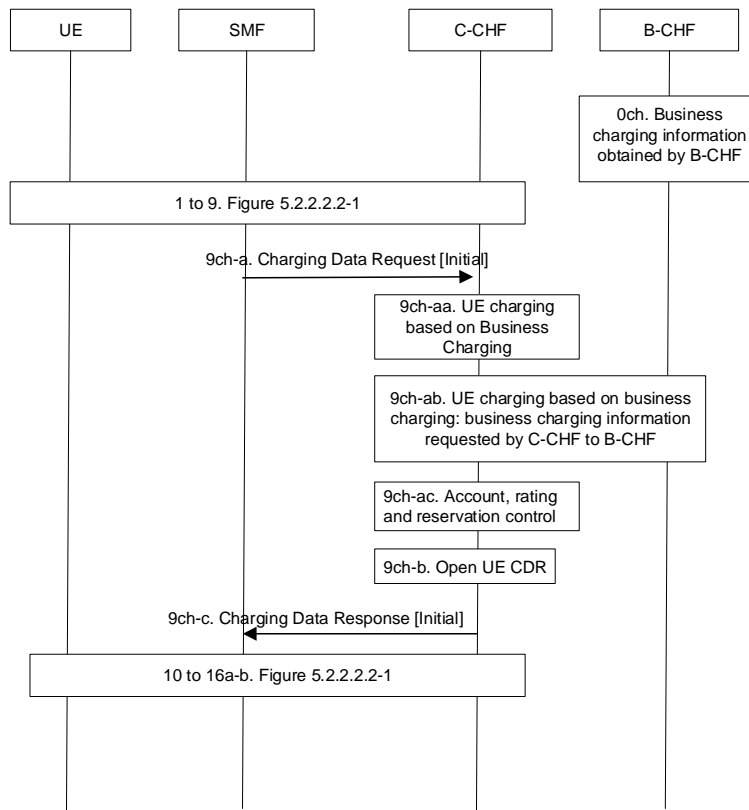 UE
SMF
C-CHF
B-CHF
0ch. Business
charging information
obtained by B-CHF
1 to 9. Figure 5.2.2.2.2-1
9ch-a. Charging Data Request [Initial]
9ch-aa. UE charging
based on Business
Charging
9ch-ab. UE charging based on business
charging: business charging information
requested by C-CHF to B-CHF
9ch-ac. Account, rating
and reservation control
9ch-b. Open UE CDR
9ch-c. Charging Data Response [Initial]
10 to 16a-b. Figure 5.2.2.2.2-1